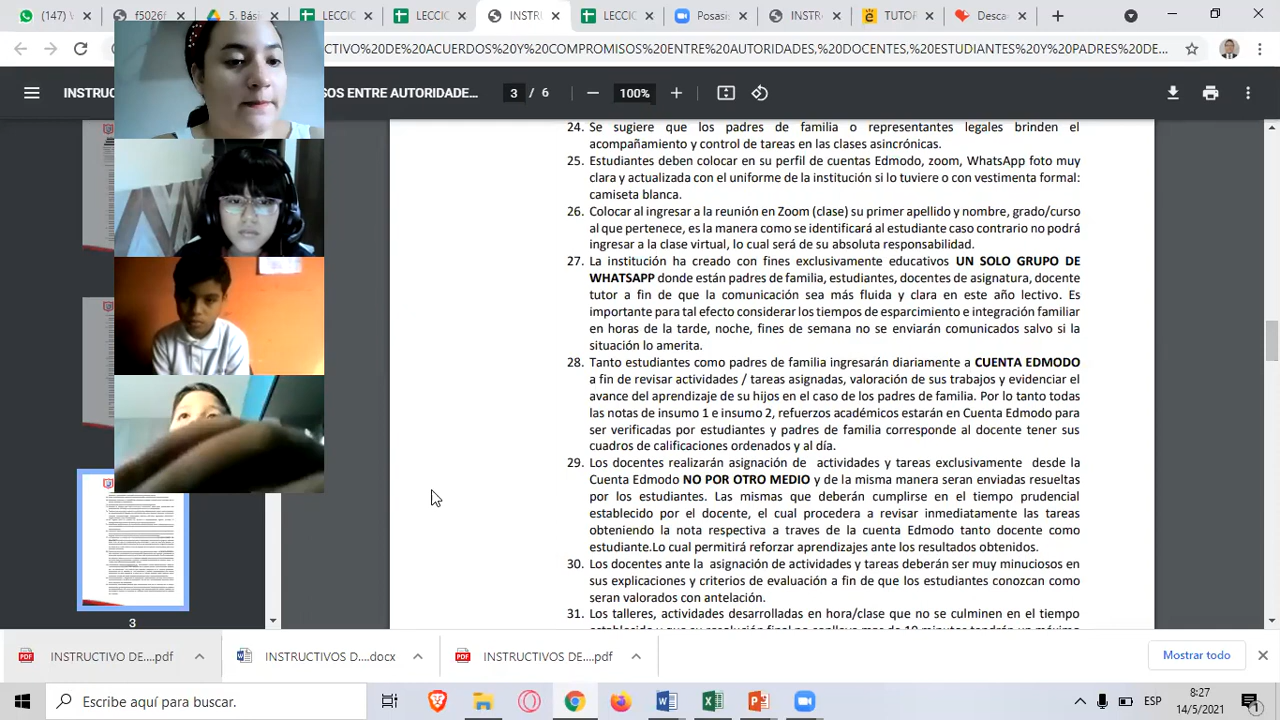 f5026f
5. Bási
LECCIÓ
LECCI
INSTR
LECCI
CTIVO%20DE%20ACUERDOS%20Y%20COMPROMISOS%20ENTRE%20AUTORIDADES,%20DOCENTES,%20ESTUDIANTES%20Y%20PADRES%20DE...
INSTRUC
SOS ENTRE AUTORIDADE...
3 / 6
100%
24. Se sugiere que los padres de familia o representantes legales brinden el
acompañamiento y control de tareas en las clases asincrónicas.
25. Estudiantes deben colocar en su perfil de cuentas Edmodo, zoom, WhatsApp foto muy
clara y actualizada con el uniforme de la institución si lo tuviere o con vestimenta formal:
camiseta blanca.
26. Colocar al ingresar a la reunión en Zoom (clase) su primer apellido y nombre, grado/curso
al que pertenece, es la manera como se identificará al estudiante caso contrario no podrá
ingresar a la clase virtual, lo cual será de su absoluta responsabilidad.
27. La institución ha creado con fines exclusivamente educativos UN SOLO GRUPO DE
WHATSAPP donde están padres de familia, estudiantes, docentes de asignatura, docente
tutor a fin de que la comunicación sea más fluida y clara en este año lectivo. Es
importante para tal efecto considerar los tiempos de esparcimiento e integración familiar
en horas de la tarde, noche, fines de semana no se enviarán comunicados salvo si la
situación lo amerita.
28. Tanto estudiantes como padres de familia ingresarán diariamente a CUENTA EDMODO
a fin de revisar actividades / tareas asignadas, valoración de sus trabajos y evidenciar el
avance del aprendizaje de su hijos en el caso de los padres de familia. Por lo tanto todas
las notas de insumo 1 e insumo 2, refuerzos académicos estarán en Cuenta Edmodo para
ser verificadas por estudiantes y padres de familia corresponde al docente tener sus
cuadros de calificaciones ordenados y al día.
29. Los docentes realizarán asignación de actividades y tareas exclusivamente desde la
Cuenta Edmodo NO POR OTRO MEDIO y de la misma manera seran enviadas resueltas
por los estudiantes. Las mismas que deben cumplirse en el tiempo prudencial
establecido por el docente, el cual procederá a revisar inmediatamente las tareas
obteniendo la nota respectiva a través de la cuenta Edmodo tanto padre como
estudiante.Lo cual permitirá reforzar aprendizajes ente los resultados obtenidos.
30. Los docentes ante la asignación de actividades/tareas deberán ser minuciosos en
sus explicaciones y criterios de evaluación a fin de que los estudiantes conozcan como
seran valorados con antelación.
31. Los talleres, actividades desarrolladas en hora/clase que no se culminen en el tiempo
3
INSTRUCTIVO DE....pdf
INSTRUCTIVOS D....docx
INSTRUCTIVOS DE....pdf
Mostrar todo
Escribe aquí para buscar.
ESP
8:27
14/5/2021